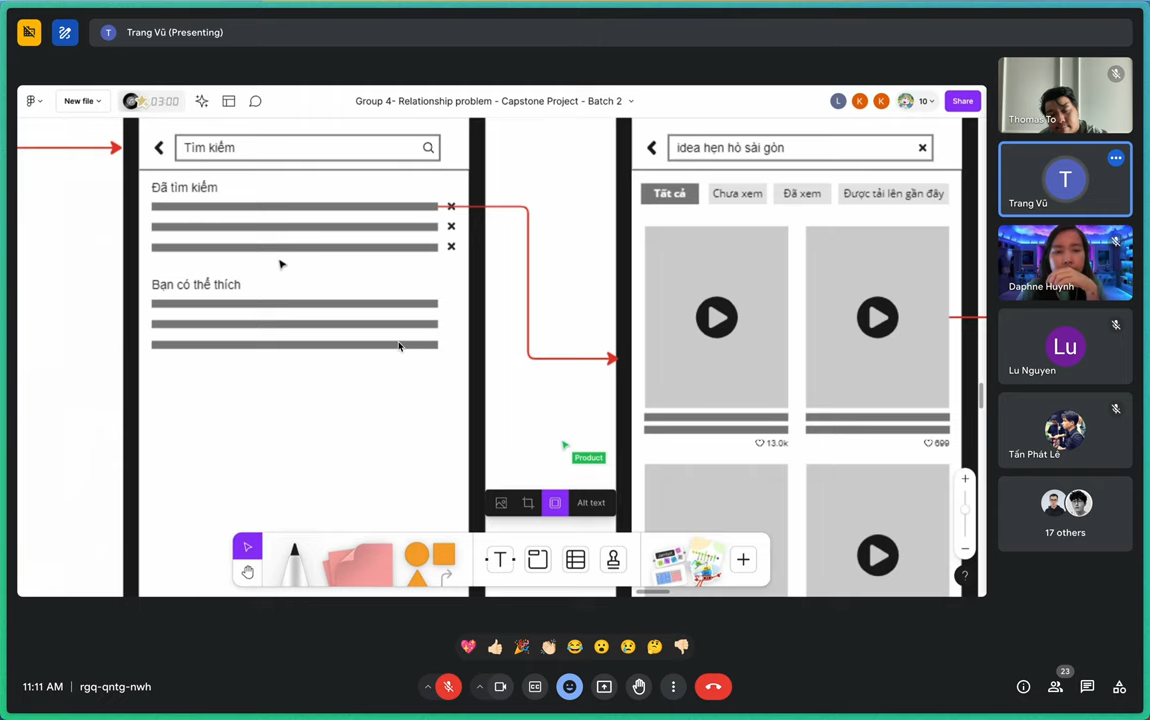 T Trang Vũ (Presenting)
New file
03:00
Group 4- Relationship problem - Capstone Project - Batch 2
L K K 10
Share
Tìm kiếm
Đã tìm kiếm
Bạn có thể thích
idea hẹn hò sài gòn
Tất cả Chưa xem Đã xem Được tải lên gần đây
13.0k
699
Product
Alt text
T
?
Thomas To
T
Trang Vũ
Daphne Huỳnh
Lu
Lu Nguyen
Tấn Phát Lê
17 others
11:11 AM rgq-qntg-nwh
23